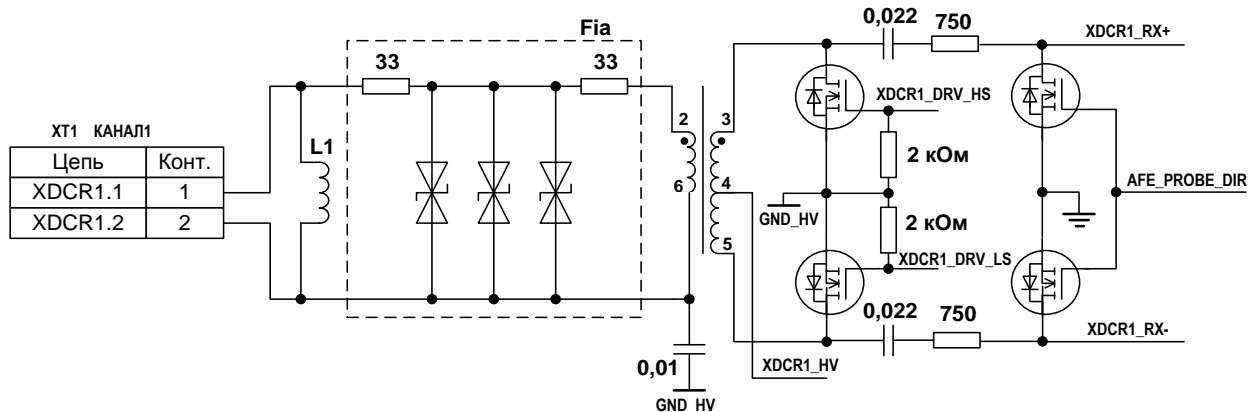 0,022
750
Fia
XDCR1_RX+
33
33
XDCR1_DRV_HS
ХТ1 КАНАЛ1
2
3
L1
2 кОм
Цепь
Конт.
XDCR1.1
1
6
4
AFE_PROBE_DIR
GND_HV
XDCR1.2
2
2 кОм
5
XDCR1_DRV_LS
0,022
750
XDCR1_RX-
0,01
XDCR1_HV
GND HV